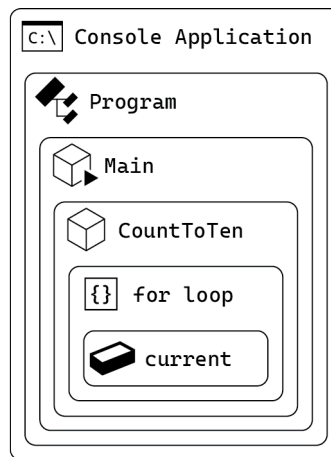 C:\ Console Application
Program
Main
CountToTen
{} for loop
current